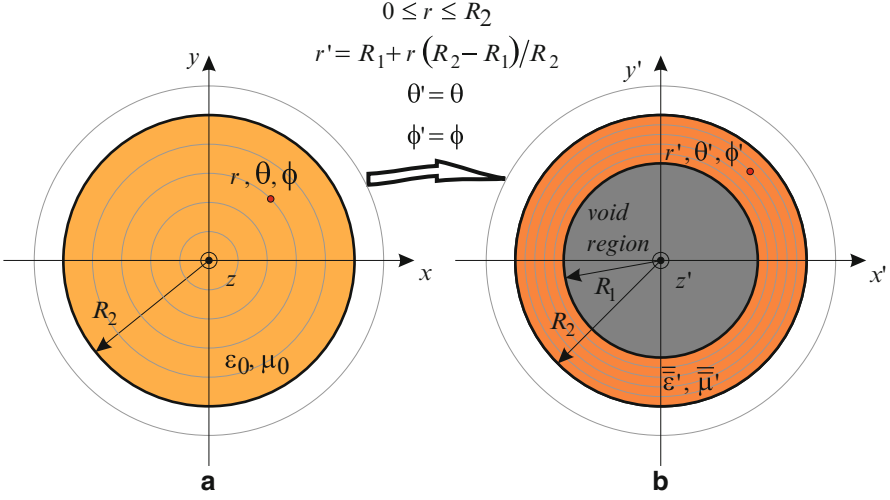 0 ≤ r ≤ R₂
r' = R₁ + r (R₂ − R₁)/R₂
θ' = θ
ϕ' = ϕ
y
r, θ, ϕ
x
z
R₂
ε₀, μ₀
a
y'
r', θ', ϕ'
void
region
x'
z'
R₁
R₂
ε̿', μ̿'
b